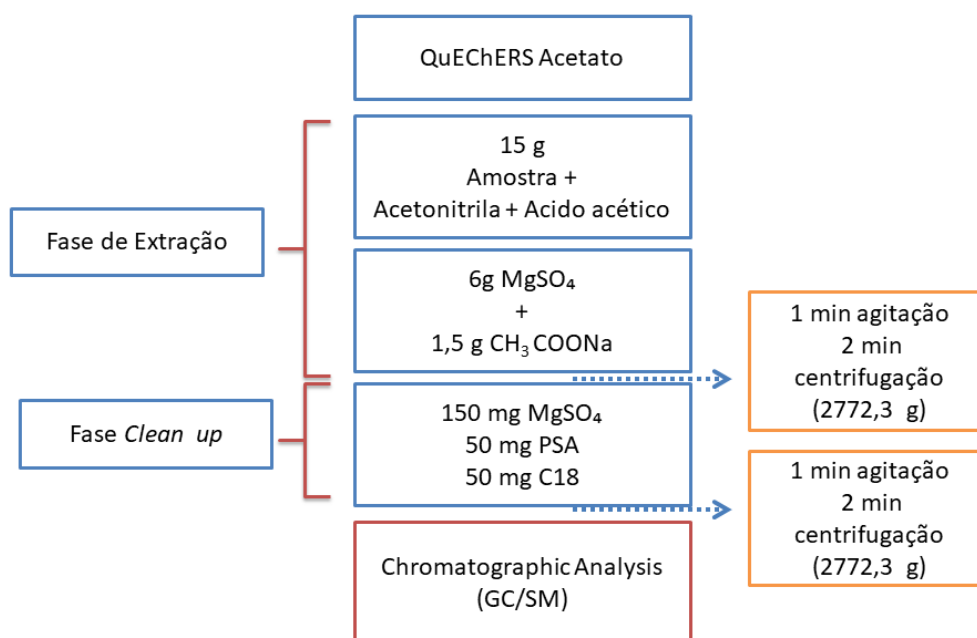 QuEChERS Acetato
15 g
Amostra +
Acetonitrila + Acido acético
Fase de Extração
6g MgSO₄
+
1,5 g CH₃ COONa
1 min agitação
2 min
centrifugação
(2772,3 g)
Fase Clean up
150 mg MgSO₄
50 mg PSA
50 mg C18
1 min agitação
2 min
centrifugação
(2772,3 g)
Chromatographic Analysis
(GC/SM)